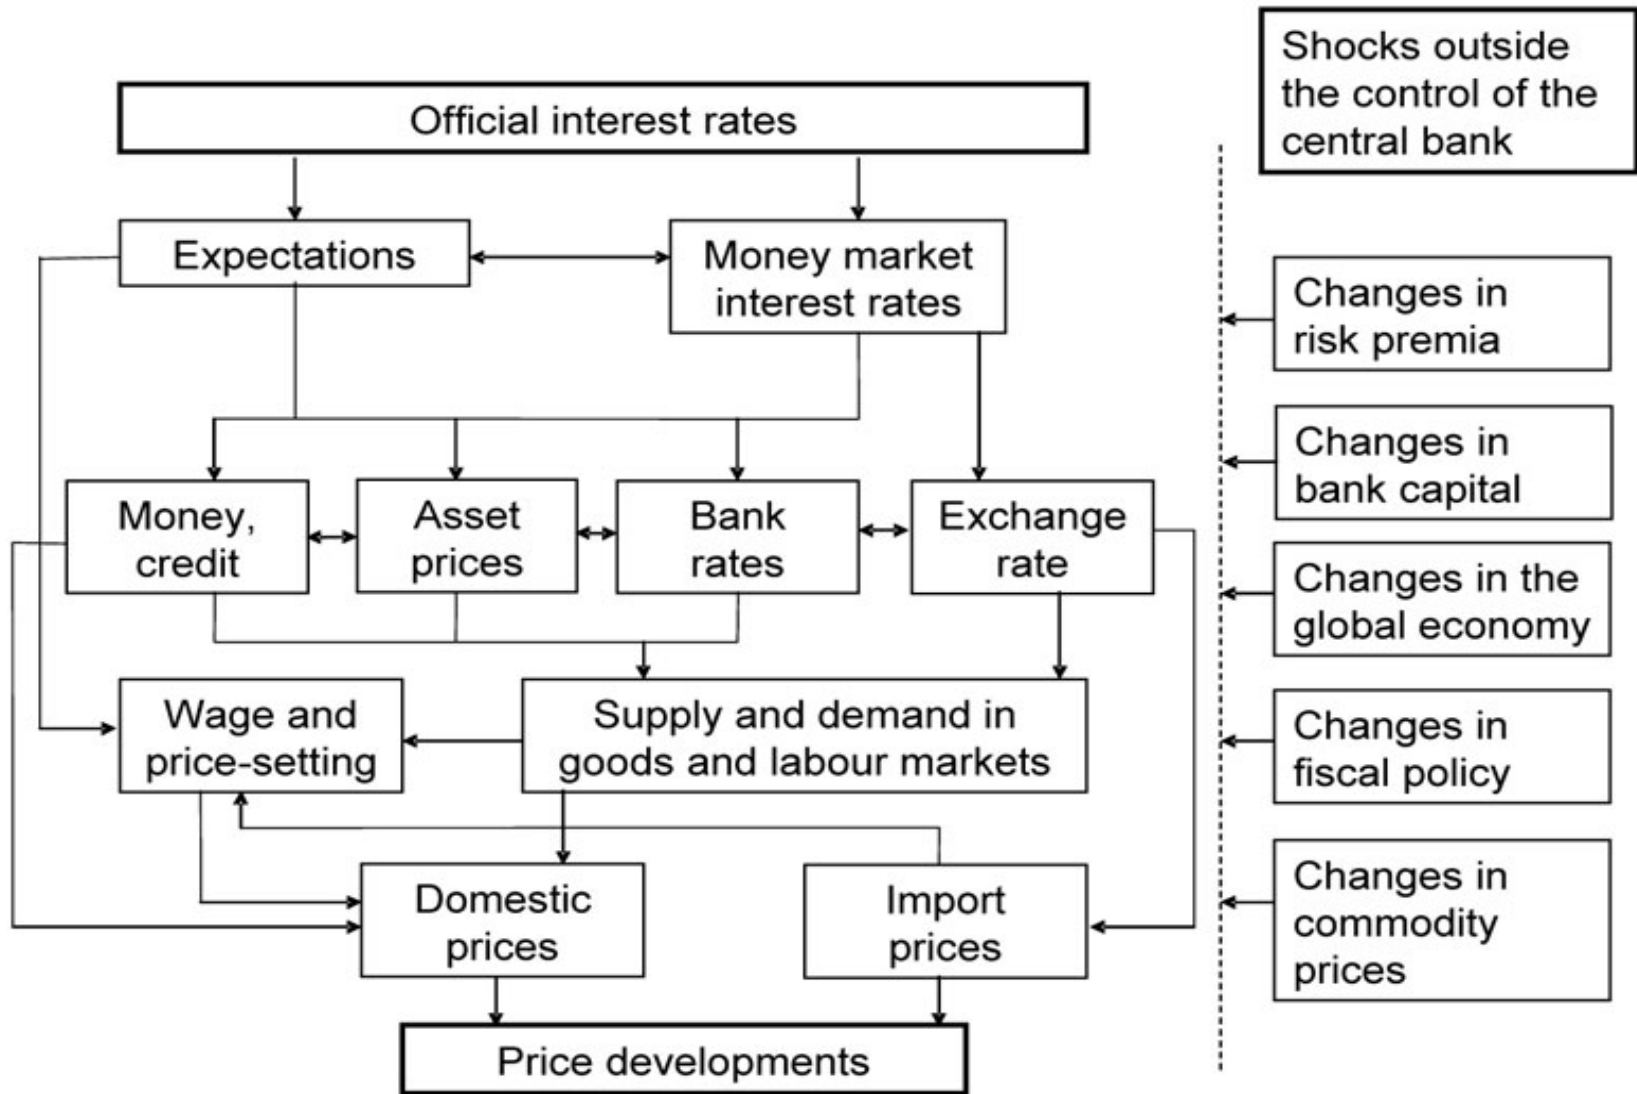 Official interest rates
Shocks outside
the control of the
central bank
Expectations
Money market
interest rates
Changes in
risk premia
Changes in
bank capital
Money,
credit
Asset
prices
Bank
rates
Exchange
rate
Changes in the
global economy
Wage and
price-setting
Supply and demand in
goods and labour markets
Changes in
fiscal policy
Domestic
prices
Import
prices
Changes in
commodity
prices
Price developments